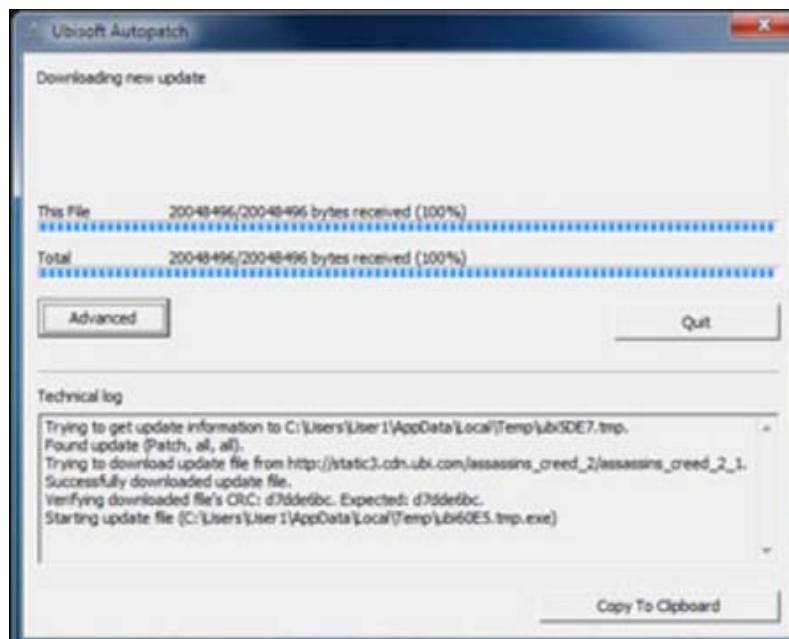 Ubisoft Autopatch
Downloading new update
This File 20048496/20048496 bytes received (100%)
Total 20048496/20048496 bytes received (100%)
Advanced
Quit
Technical log
Trying to get update information to C:\Users\User1\AppData\Local\Temp\ubi5DE7.tmp.
Found update (Patch, all, all).
Trying to download update file from http://static3.cdn.ubi.com/assassins_creed_2/assassins_creed_2_1.
Successfully downloaded update file.
Verifying downloaded file's CRC: d7dde6bc. Expected: d7dde6bc.
Starting update file (C:\Users\User1\AppData\Local\Temp\ubi60E5.tmp.exe)
Copy To Clipboard